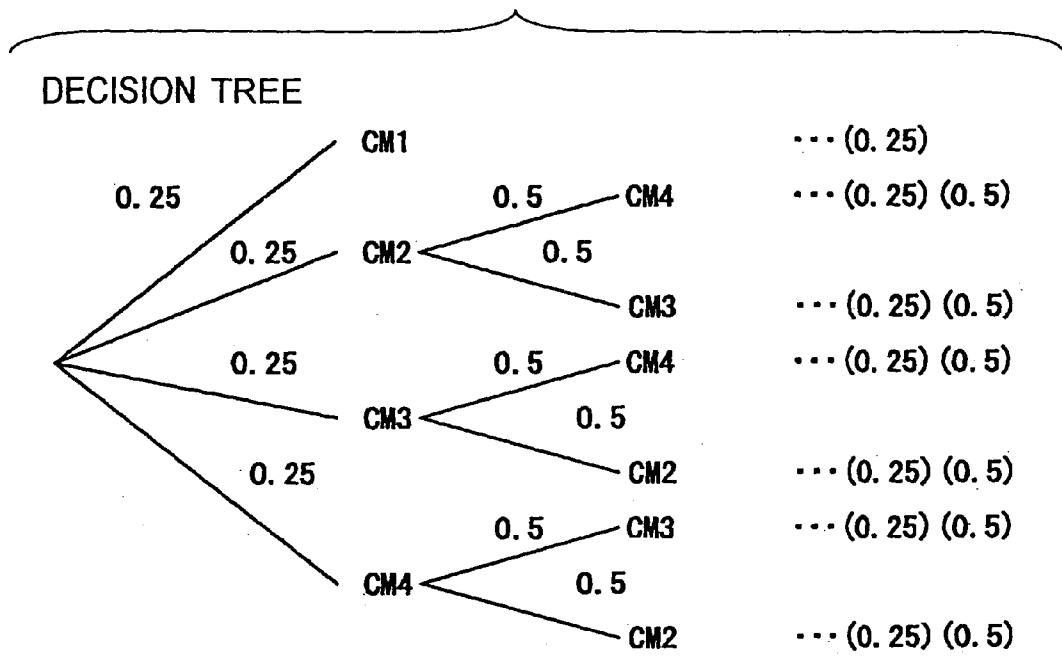 DECISION TREE
CM1 ···(0.25)
0.25 0.5 CM4 ···(0.25)(0.5)
0.25 CM2 0.5
CM3 ···(0.25)(0.5)
0.25 0.5 CM4 ···(0.25)(0.5)
CM3 0.5
0.25 CM2 ···(0.25)(0.5)
0.5 CM3 ···(0.25)(0.5)
CM4 0.5
CM2 ···(0.25)(0.5)